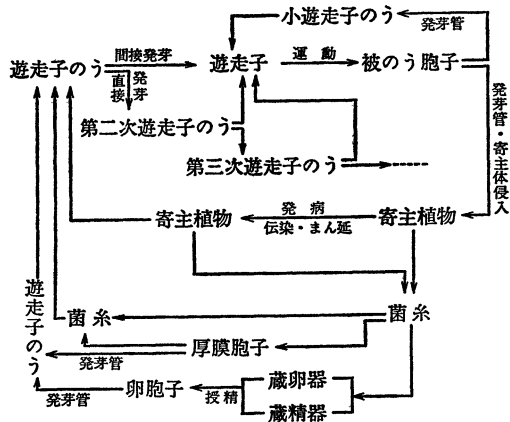 小遊走子のう
発芽管
遊走子のう
間接発芽
直接発芽
遊走子
運動
被のう胞子
第二次遊走子のう
第三次遊走子のう
発芽管・寄主体侵入
寄主植物
発病
伝染・まん延
寄主植物
遊走子のう
菌糸
菌糸
厚膜胞子
発芽管
卵胞子
発芽管
授精
蔵卵器
蔵精器